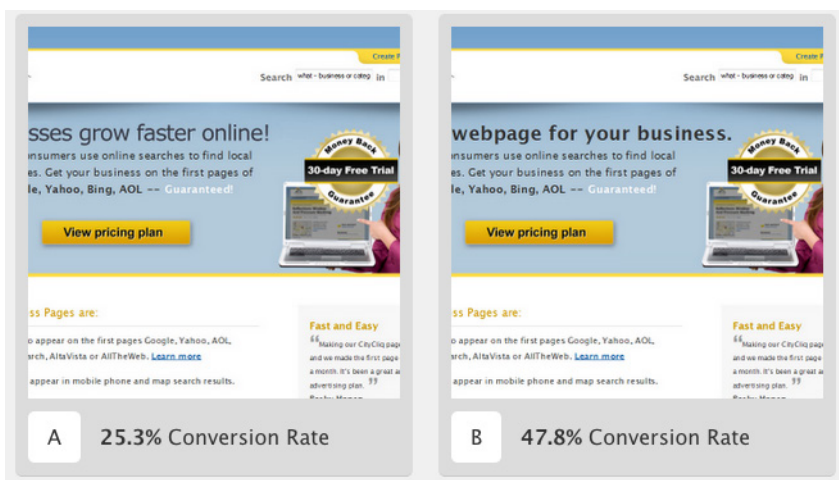 Create
Search what - business or categ in
sses grow faster online!
onsumers use online searches to find local
es. Get your business on the first pages of
le, Yahoo, Bing, AOL -- Guaranteed!
Money Back
30-day Free Trial
Guarantee
View pricing plan
ss Pages are:
o appear on the first pages Google, Yahoo, AOL,
arch, AltaVista or AllTheWeb. Learn more
appear in mobile phone and map search results.
Fast and Easy
“Making our CityCliq page
and we made the first page
a month. It's been a great a
advertising plan. ”
A 25.3% Conversion Rate
Create
Search what - business or categ in
webpage for your business.
onsumers use online searches to find local
es. Get your business on the first pages of
le, Yahoo, Bing, AOL -- Guaranteed!
Money Back
30-day Free Trial
Guarantee
View pricing plan
ss Pages are:
o appear on the first pages Google, Yahoo, AOL,
arch, AltaVista or AllTheWeb. Learn more
appear in mobile phone and map search results.
Fast and Easy
“Making our CityCliq page
and we made the first page
a month. It's been a great a
advertising plan. ”
B 47.8% Conversion Rate